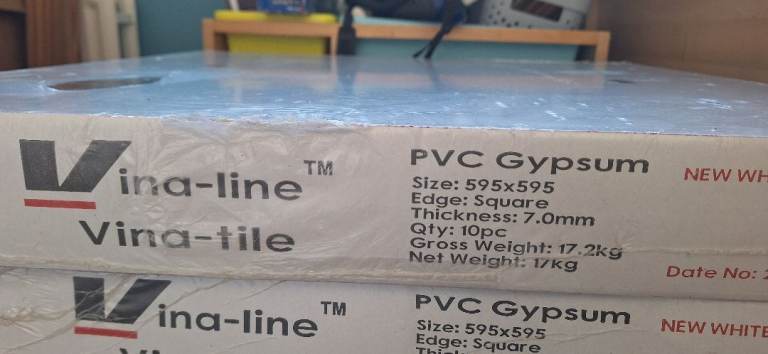 Vina-line™
Vina-tile
PVC Gypsum
Size: 595x595
Edge: Square
Thickness: 7.0mm
Qty: 10pc
Gross Weight: 17.2kg
Net Weight: 17kg
NEW WH
Date No: 2
Vina-line™
PVC Gypsum
Size: 595x595
Edge: Square
NEW WHITE